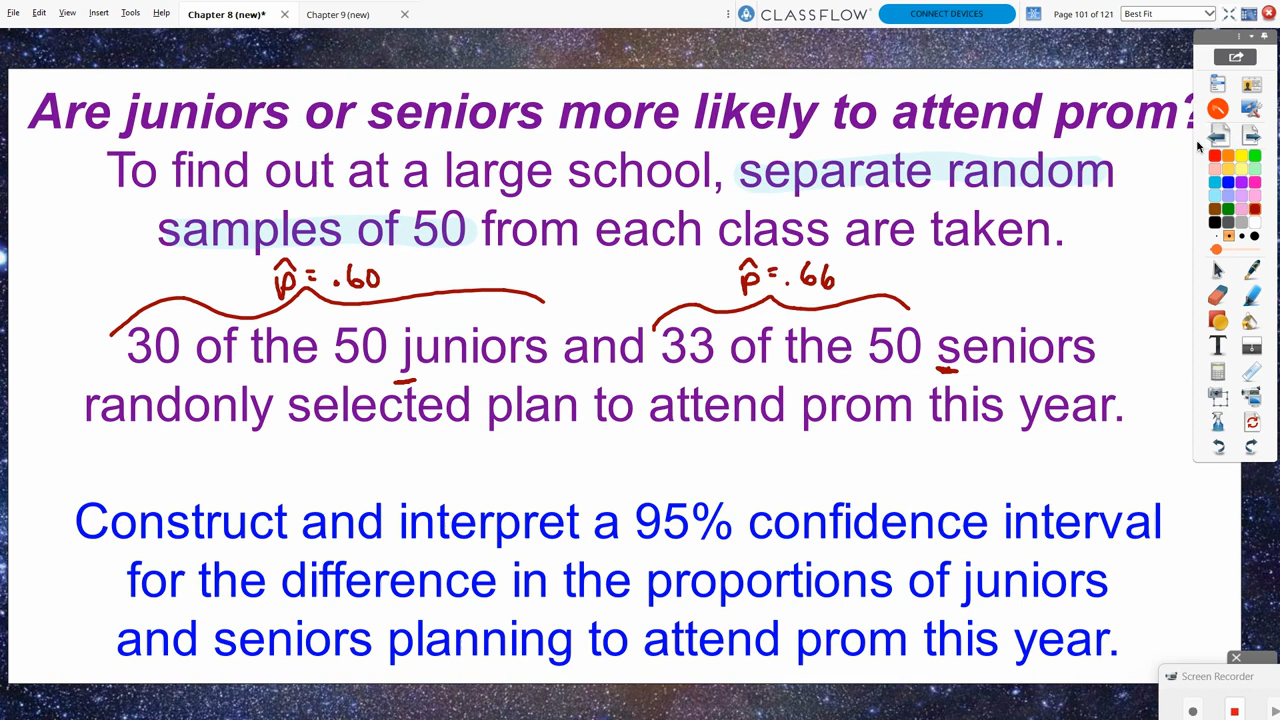 File Edit View Insert Tools Help Chapter 8 (new)* Chapter 9 (new) CLASSFLOW CONNECT DEVICES Page 101 of 121 Best Fit
Are juniors or seniors more likely to attend prom?
To find out at a large school, separate random
samples of 50 from each class are taken.
p̂ = .60 p̂ = .66
30 of the 50 juniors and 33 of the 50 seniors
randonly selected plan to attend prom this year.
Construct and interpret a 95% confidence interval
for the difference in the proportions of juniors
and seniors planning to attend prom this year.
Screen Recorder